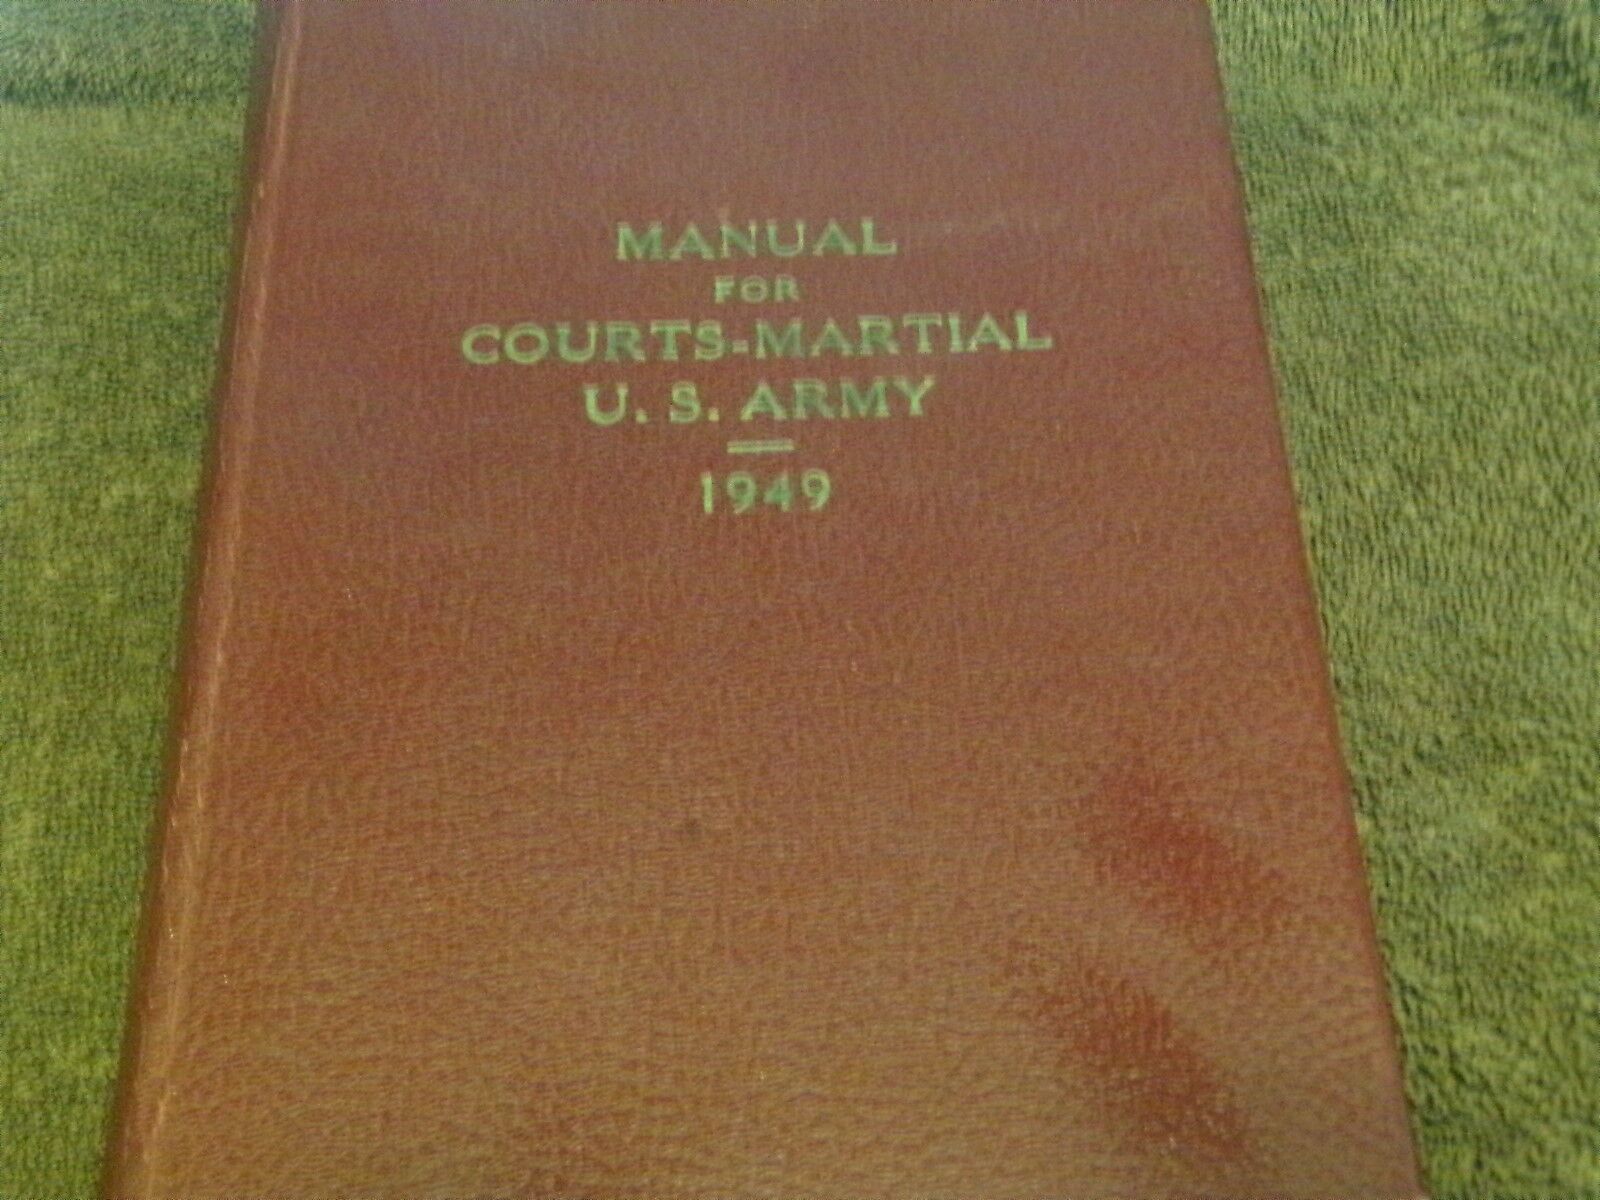 MANUAL
FOR
COURTS-MARTIAL
U. S. ARMY
1949